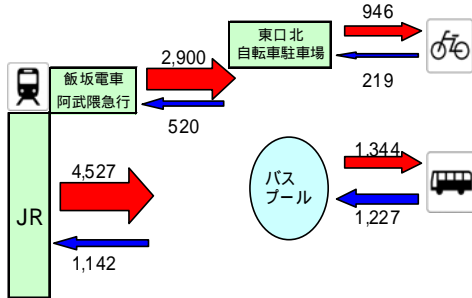 東口北
自転車駐車場
946
219
飯坂電車
阿武隈急行
2,900
520
4,527
JR
1,142
バス
プール
1,344
1,227